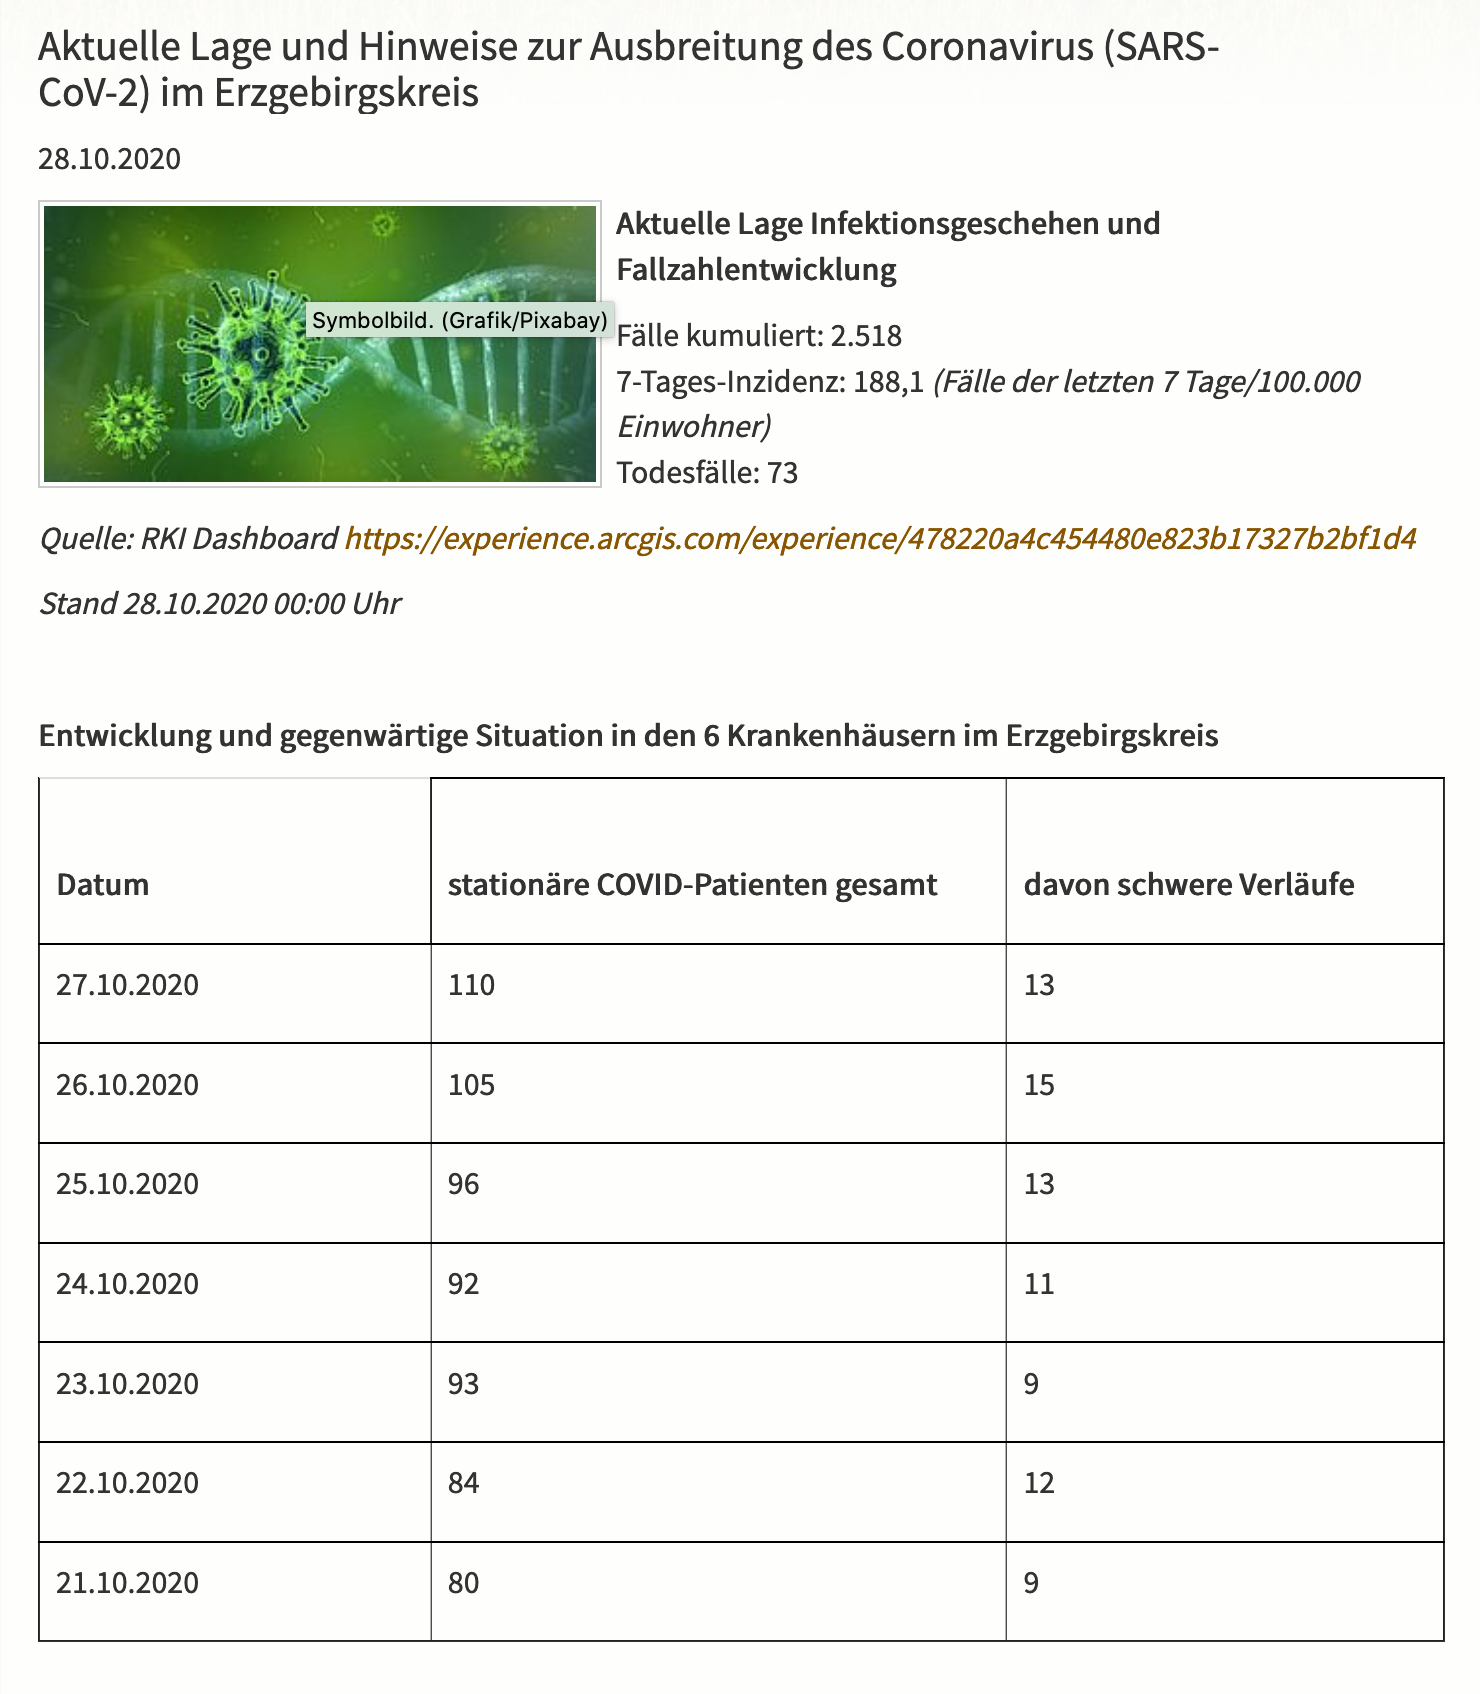 Aktuelle Lage und Hinweise zur Ausbreitung des Coronavirus (SARS-
CoV-2) im Erzgebirgskreis
28.10.2020
Symbolbild. (Grafik/Pixabay)
Aktuelle Lage Infektionsgeschehen und
Fallzahlentwicklung
Fälle kumuliert: 2.518
7-Tages-Inzidenz: 188,1 (Fälle der letzten 7 Tage/100.000
Einwohner)
Todesfälle: 73
Quelle: RKI Dashboard https://experience.arcgis.com/experience/478220a4c454480e823b17327b2bf1d4
Stand 28.10.2020 00:00 Uhr
Entwicklung und gegenwärtige Situation in den 6 Krankenhäusern im Erzgebirgskreis
Datum stationäre COVID-Patienten gesamt davon schwere Verläufe
27.10.2020 110 13
26.10.2020 105 15
25.10.2020 96 13
24.10.2020 92 11
23.10.2020 93 9
22.10.2020 84 12
21.10.2020 80 9